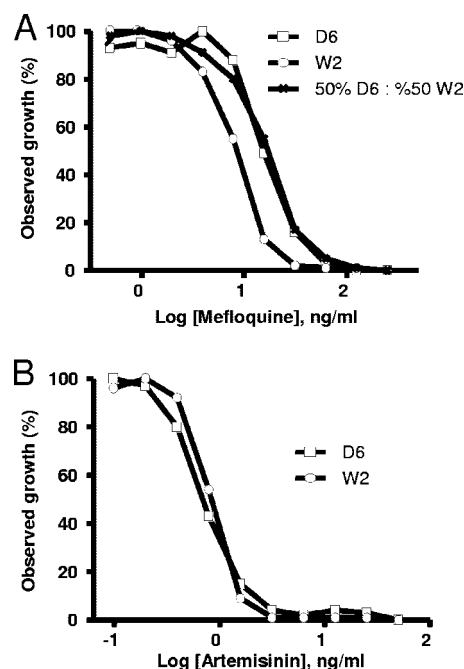 A
D6
W2
50% D6 : %50 W2
Observed growth (%)
100
80
60
40
20
0
0
1
2
Log [Mefloquine], ng/ml
B
D6
W2
Observed growth (%)
100
80
60
40
20
0
-1
0
1
2
Log [Artemisinin], ng/ml